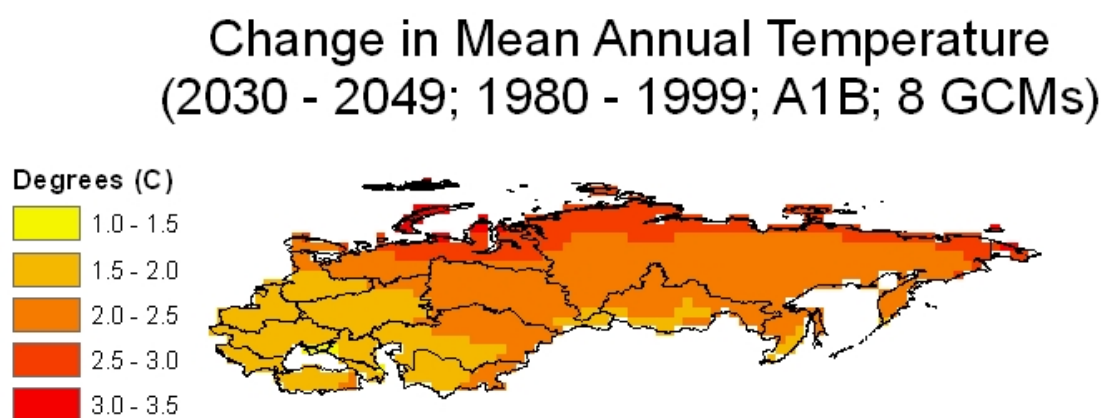 Change in Mean Annual Temperature
(2030 - 2049; 1980 - 1999; A1B; 8 GCMs)
Degrees (C)
1.0 - 1.5
1.5 - 2.0
2.0 - 2.5
2.5 - 3.0
3.0 - 3.5